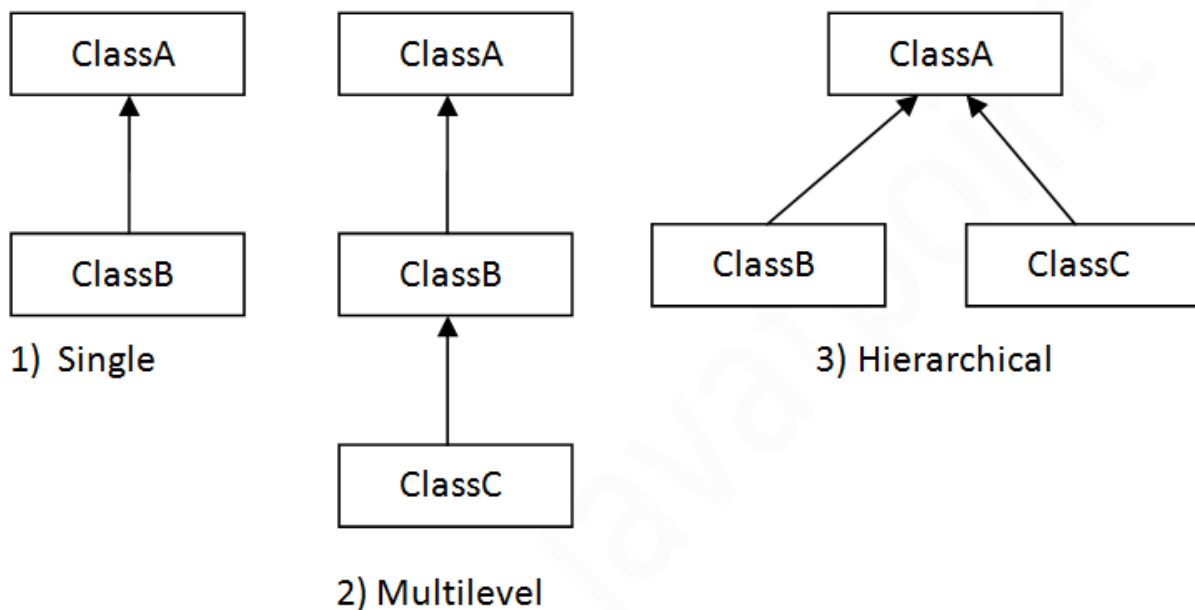 ClassA
ClassB
1) Single
ClassA
ClassB
ClassC
2) Multilevel
ClassA
ClassB
ClassC
3) Hierarchical